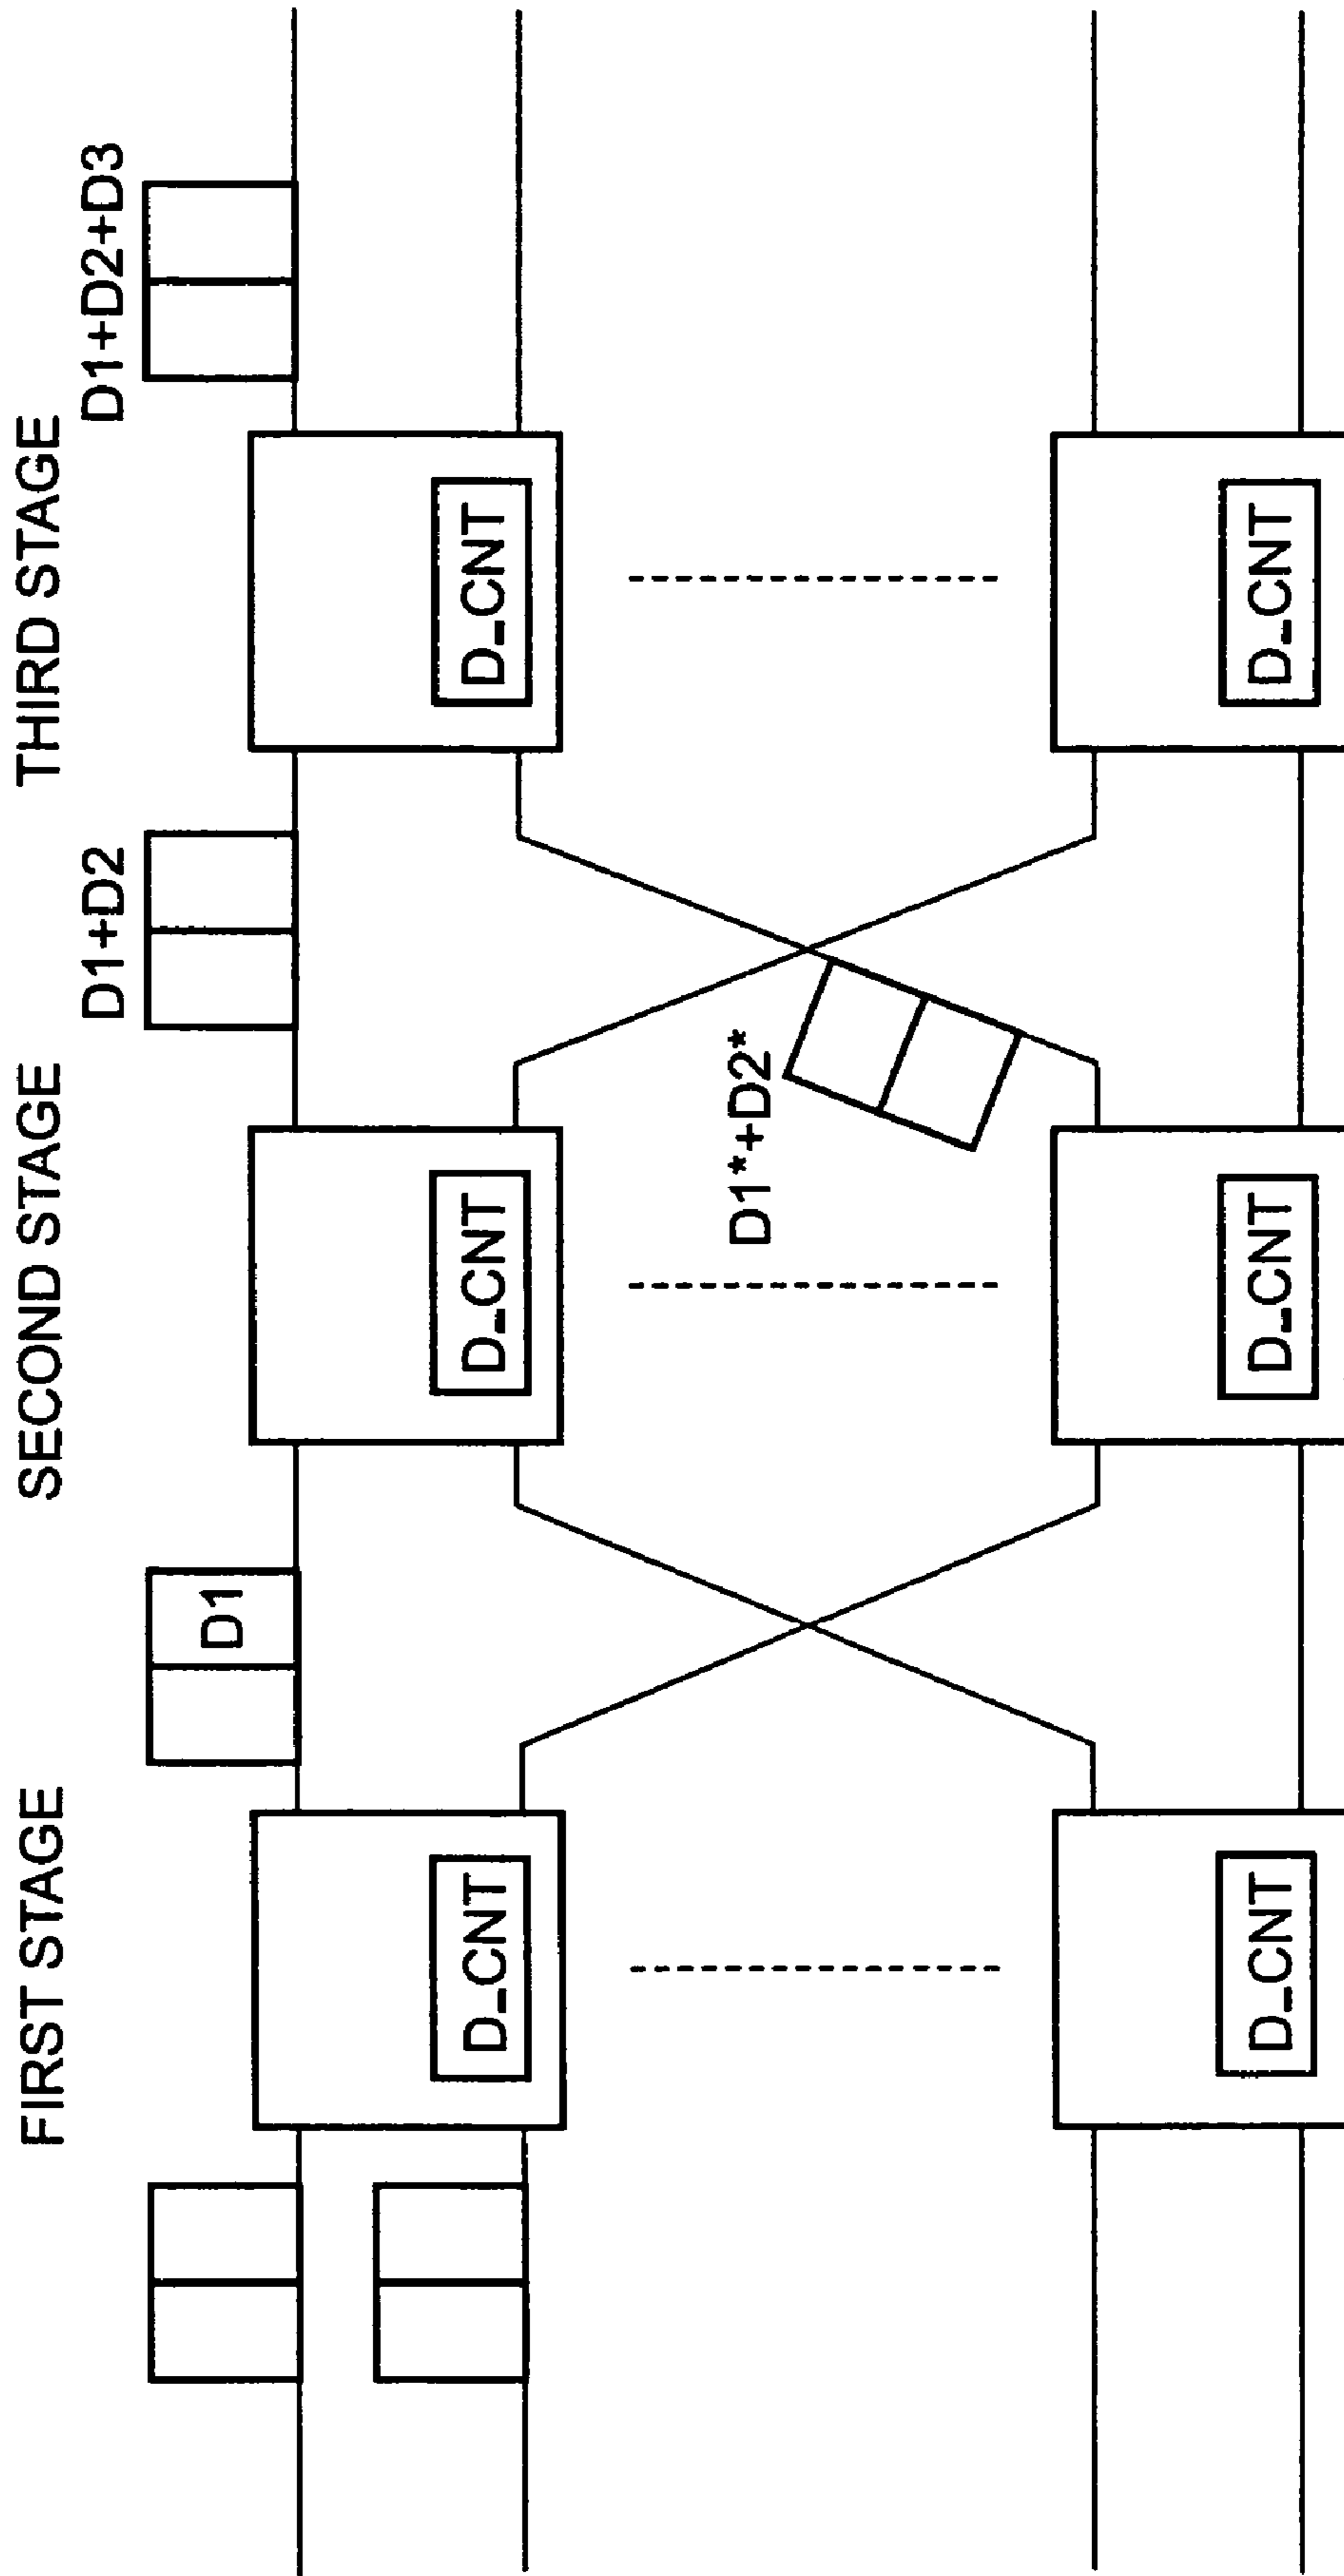 FIRST STAGE
SECOND STAGE
THIRD STAGE
D1
D1+D2
D1+D2+D3
D_CNT
D_CNT
D_CNT
D1*+D2*
D_CNT
D_CNT
D_CNT